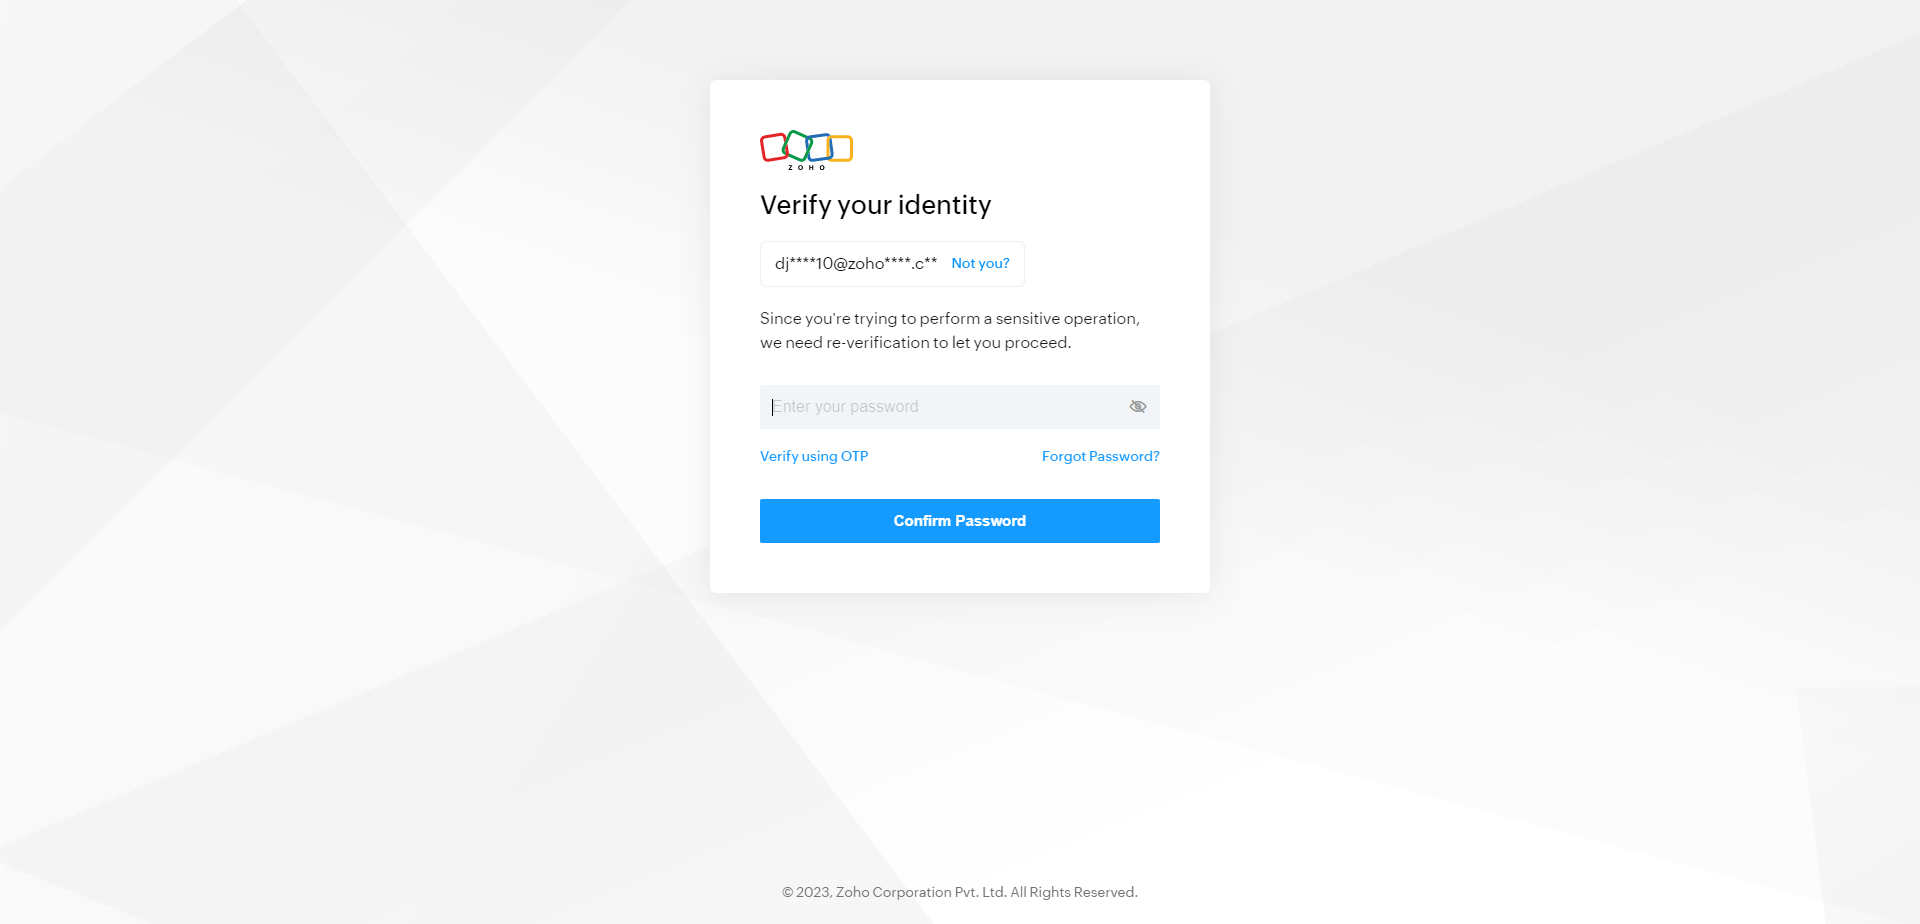 ZOHO
Verify your identity
dj****10@zoho****.c** Not you?
Since you're trying to perform a sensitive operation,
we need re-verification to let you proceed.
Enter your password
Verify using OTP Forgot Password?
Confirm Password
© 2023, Zoho Corporation Pvt. Ltd. All Rights Reserved.